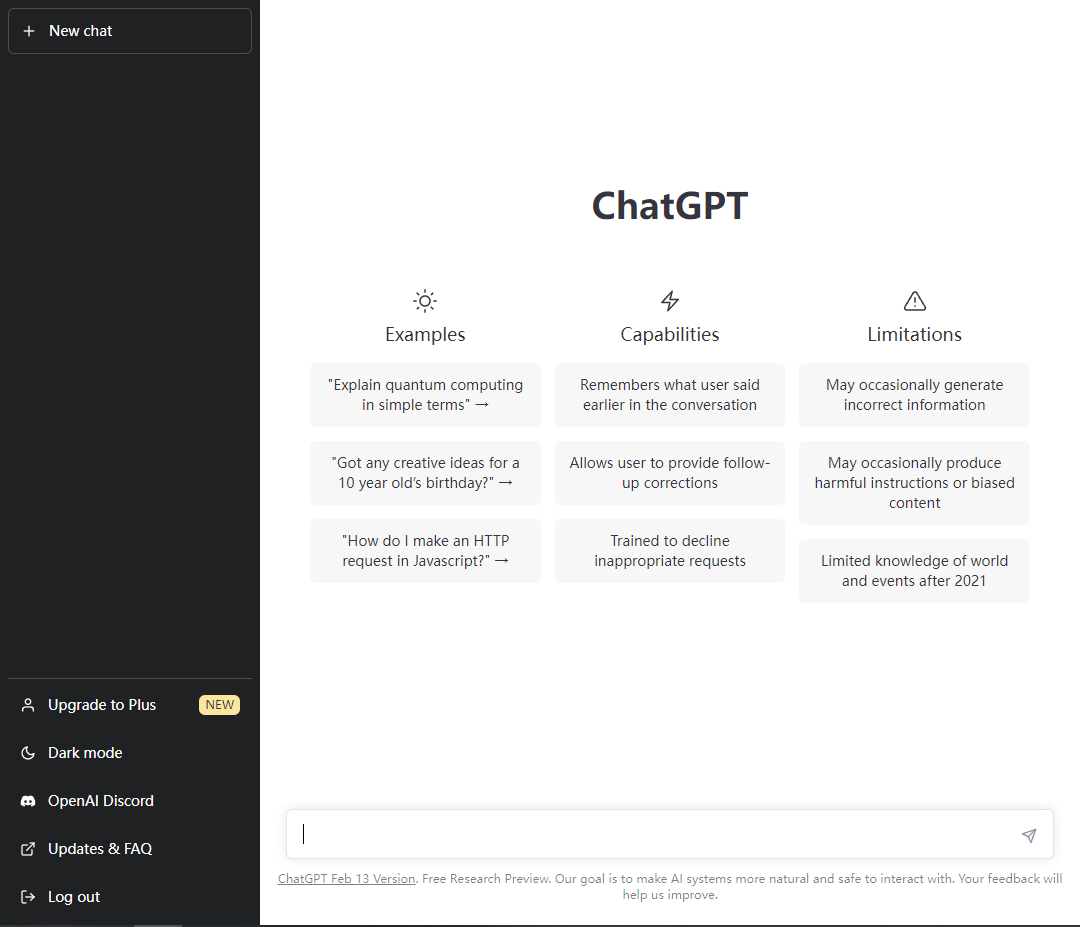 New chat
ChatGPT
Examples
"Explain quantum computing
in simple terms" →
"Got any creative ideas for a
10 year old’s birthday?" →
"How do I make an HTTP
request in Javascript?" →
Capabilities
Remembers what user said
earlier in the conversation
Allows user to provide follow-
up corrections
Trained to decline
inappropriate requests
Limitations
May occasionally generate
incorrect information
May occasionally produce
harmful instructions or biased
content
Limited knowledge of world
and events after 2021
Upgrade to Plus NEW
Dark mode
OpenAI Discord
Updates & FAQ
Log out
ChatGPT Feb 13 Version. Free Research Preview. Our goal is to make AI systems more natural and safe to interact with. Your feedback will
help us improve.